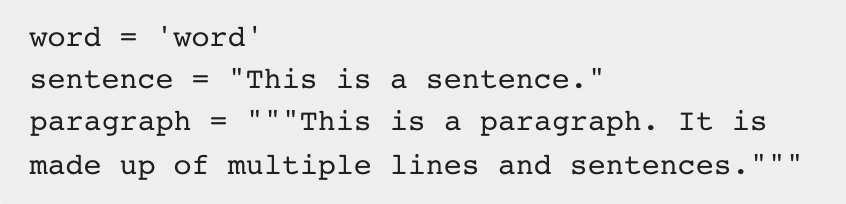 word = 'word'
sentence = "This is a sentence."
paragraph = """This is a paragraph. It is
made up of multiple lines and sentences."""